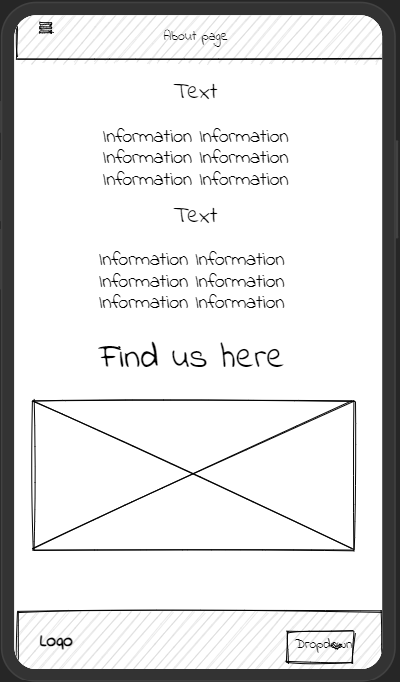 About page
Text
Information Information
Information Information
Information Information
Text
Information Information
Information Information
Information Information
Find us here
Logo
Dropdown